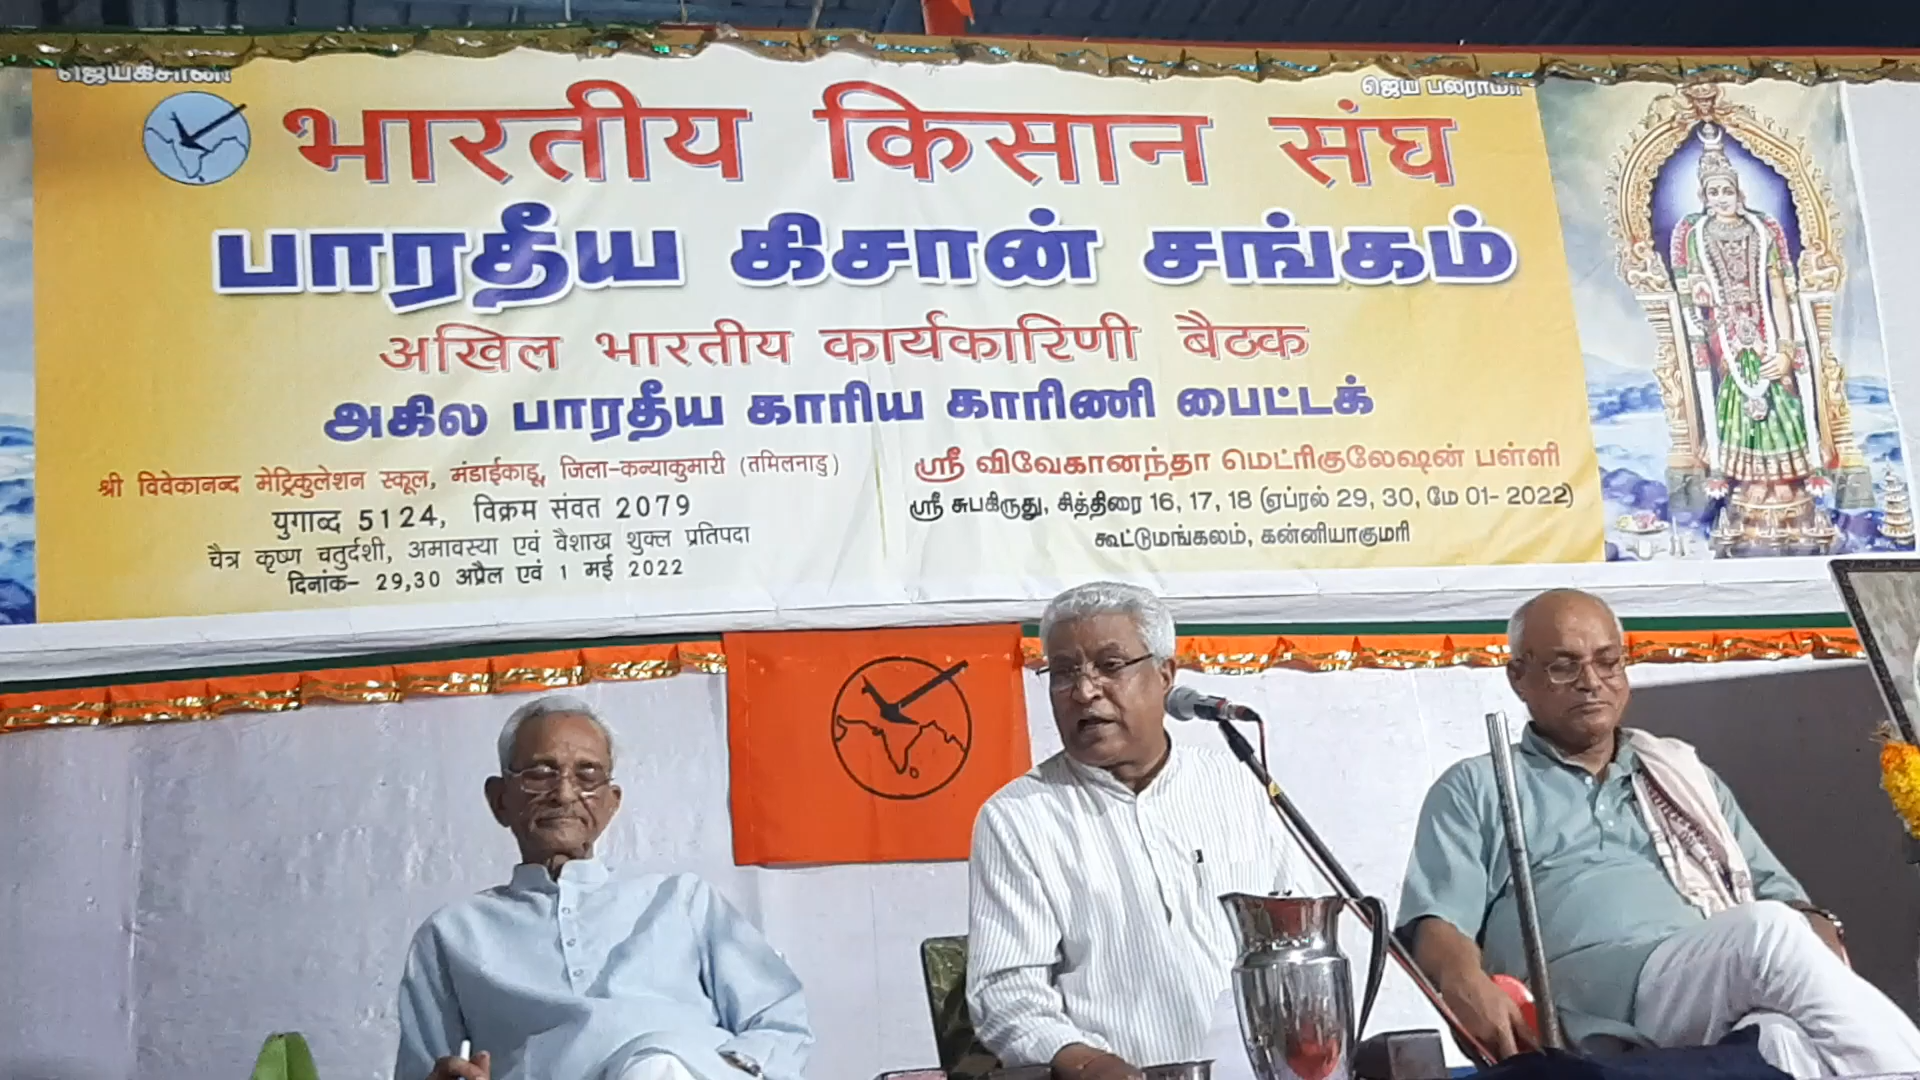 ஜெயகிசான்
ஜெய பலராமா
भारतीय किसान संघ
பாரதீய கிசான் சங்கம்
अखिल भारतीय कार्यकारिणी बैठक
அகில பாரதீய காரிய காரிணி பைட்டக்
श्री विवेकानन्द मेट्रिकुलेशन स्कूल, मंडाईकाडू, जिला-कन्याकुमारी (तमिलनाडु)
युगाब्द 5124, विक्रम संवत 2079
चैत्र कृष्ण चतुर्दशी, अमावस्या एवं वैशाख शुक्ल प्रतिपदा
दिनांक- 29,30 अप्रैल एवं 1 मई 2022
ஸ்ரீ விவேகானந்தா மெட்ரிகுலேஷன் பள்ளி
ஸ்ரீ சுபகிருது, சித்திரை 16, 17, 18 (ஏப்ரல் 29, 30, மே 01- 2022)
கூட்டுமங்கலம், கன்னியாகுமரி